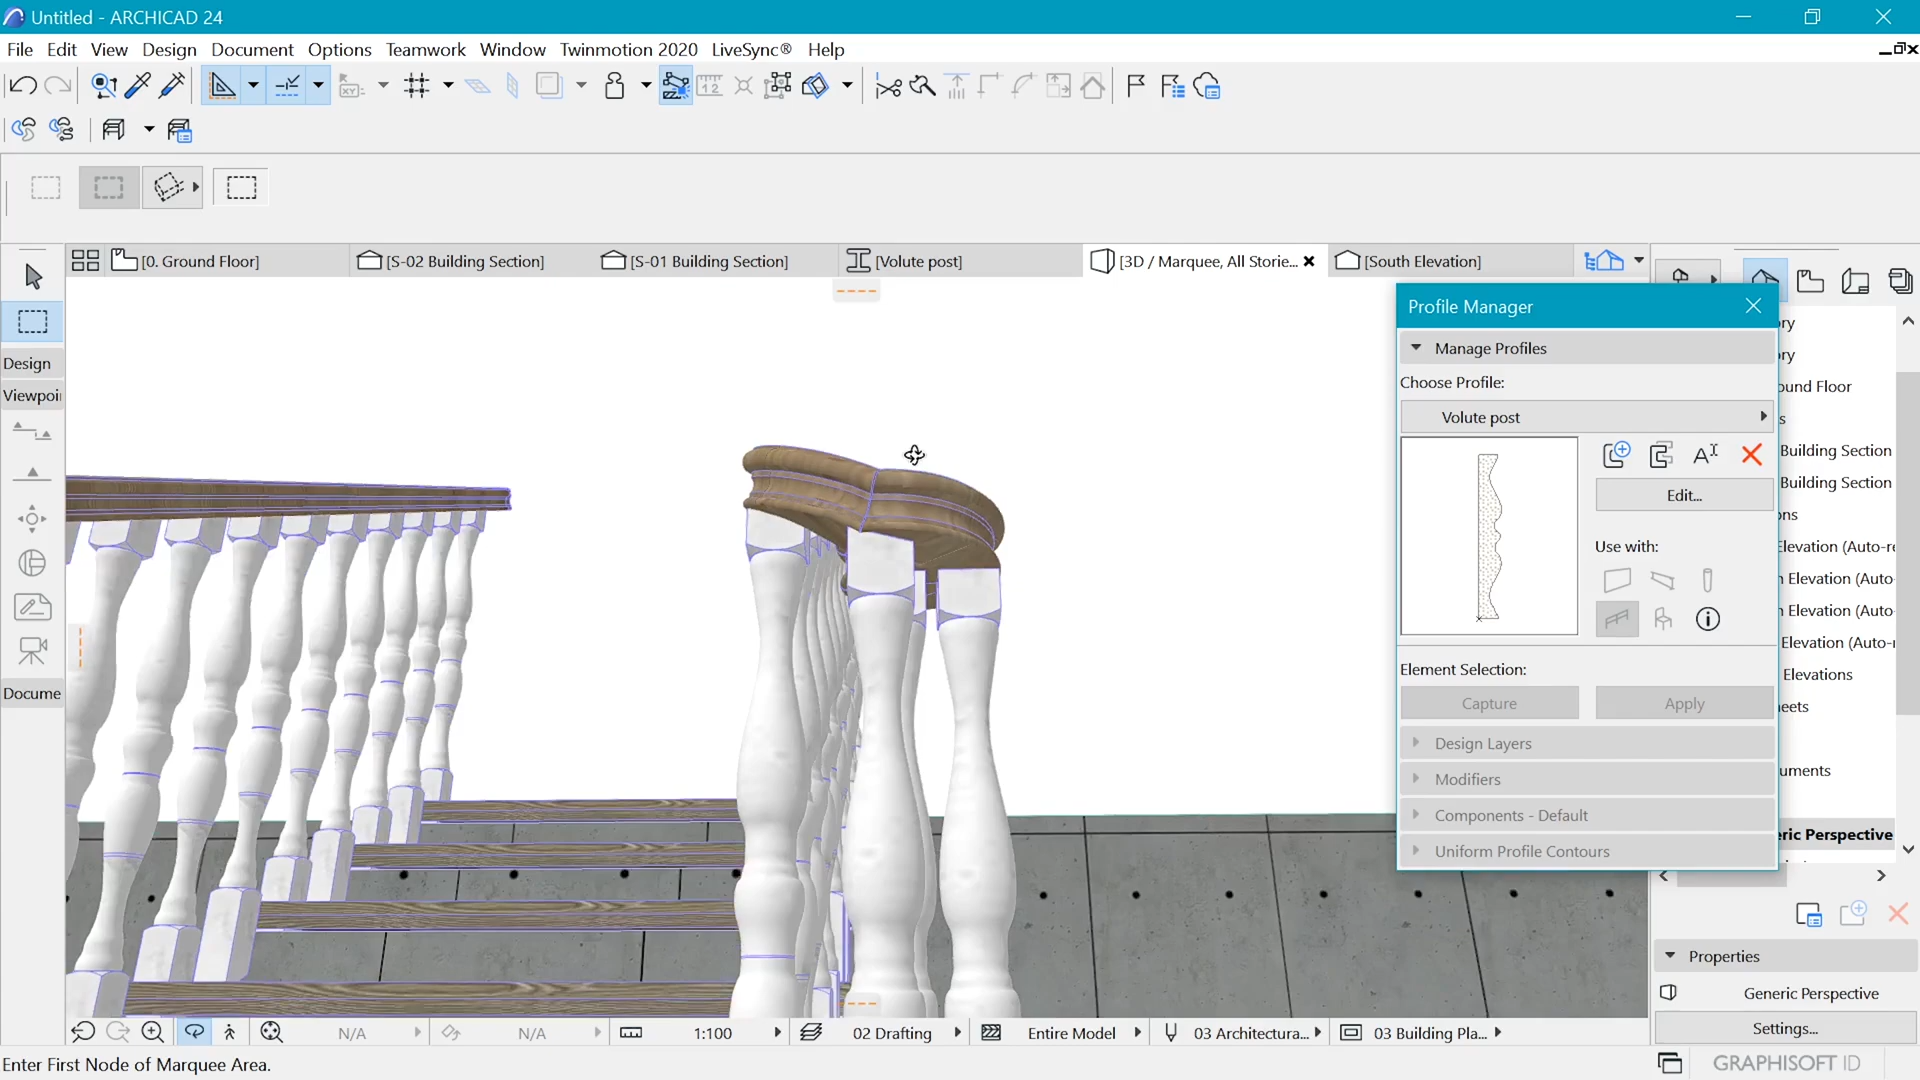 Untitled - ARCHICAD 24
File Edit View Design Document Options Teamwork Window Twinmotion 2020 LiveSync® Help
[0. Ground Floor]
[S-02 Building Section]
[S-01 Building Section]
[Volute post]
[3D / Marquee, All Storie...
[South Elevation]
Design
Viewpoi
Docume
Profile Manager
Manage Profiles
Choose Profile:
Volute post
Edit...
Use with:
Element Selection:
Capture
Apply
Design Layers
Modifiers
Components - Default
Uniform Profile Contours
ry
ry
und Floor
s
Building Section
Building Section
ns
Elevation (Auto-re
Elevation (Auto
Elevation (Auto
Elevation (Auto-
Elevations
eets
uments
ric Perspective
Properties
Generic Perspective
Settings...
N/A
N/A
1:100
02 Drafting
Entire Model
03 Architectura...
03 Building Pla...
Enter First Node of Marquee Area.
GRAPHISOFT ID